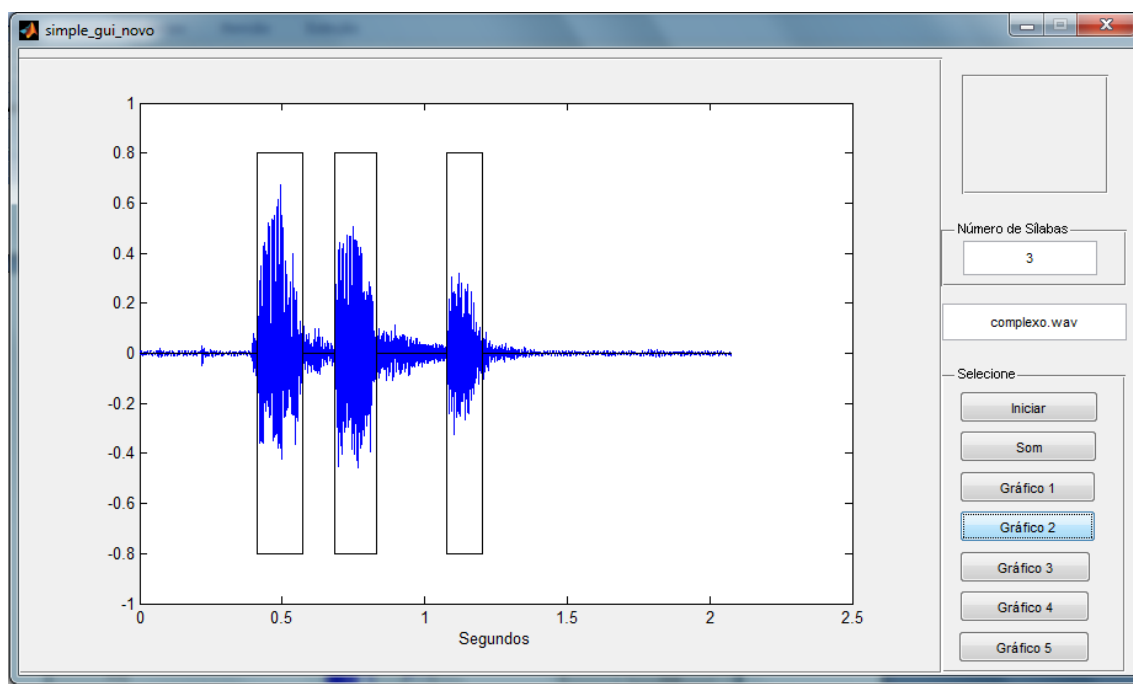 simple_gui_novo
1
0.8
0.6
0.4
0.2
0
-0.2
-0.4
-0.6
-0.8
-1
0 0.5 1 1.5 2 2.5
Segundos
Número de Sílabas
3
complexo.wav
Selecione
Iniciar
Som
Gráfico 1
Gráfico 2
Gráfico 3
Gráfico 4
Gráfico 5